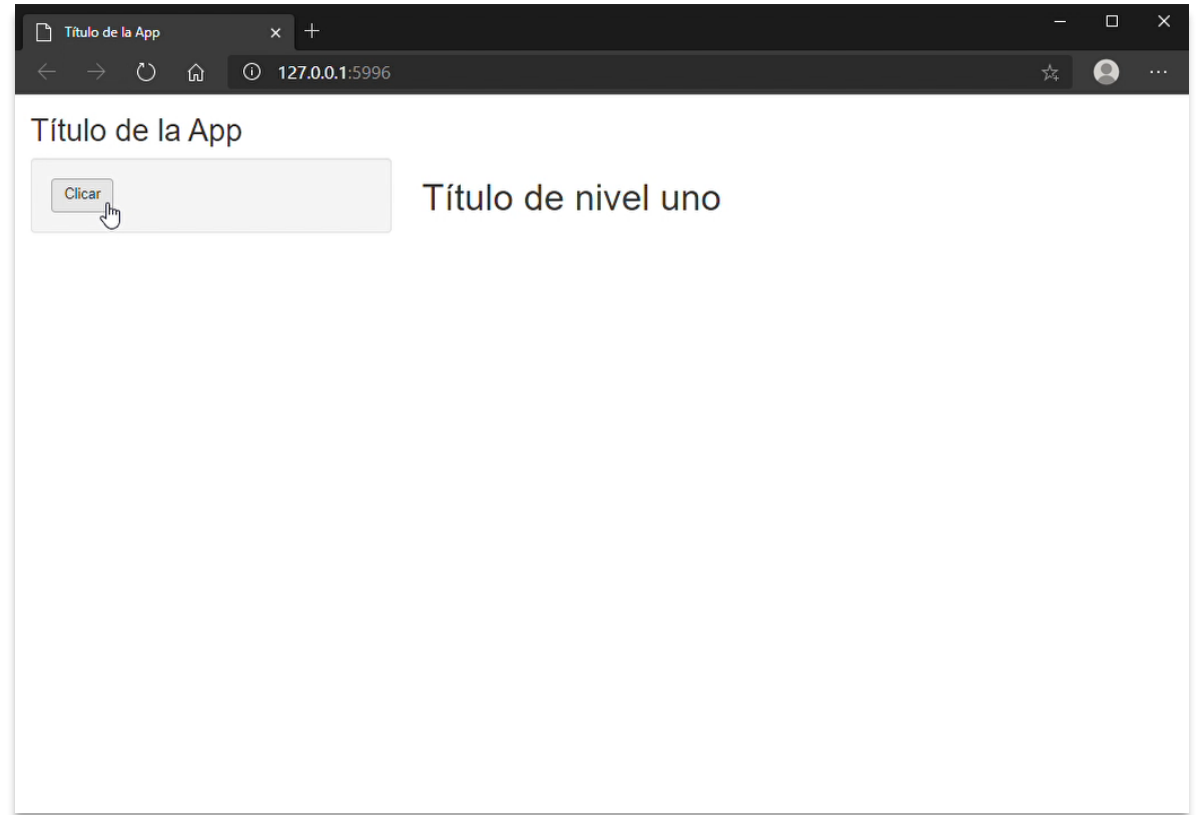 Título de la App
127.0.0.1:5996
Título de la App
Clicar
Título de nivel uno